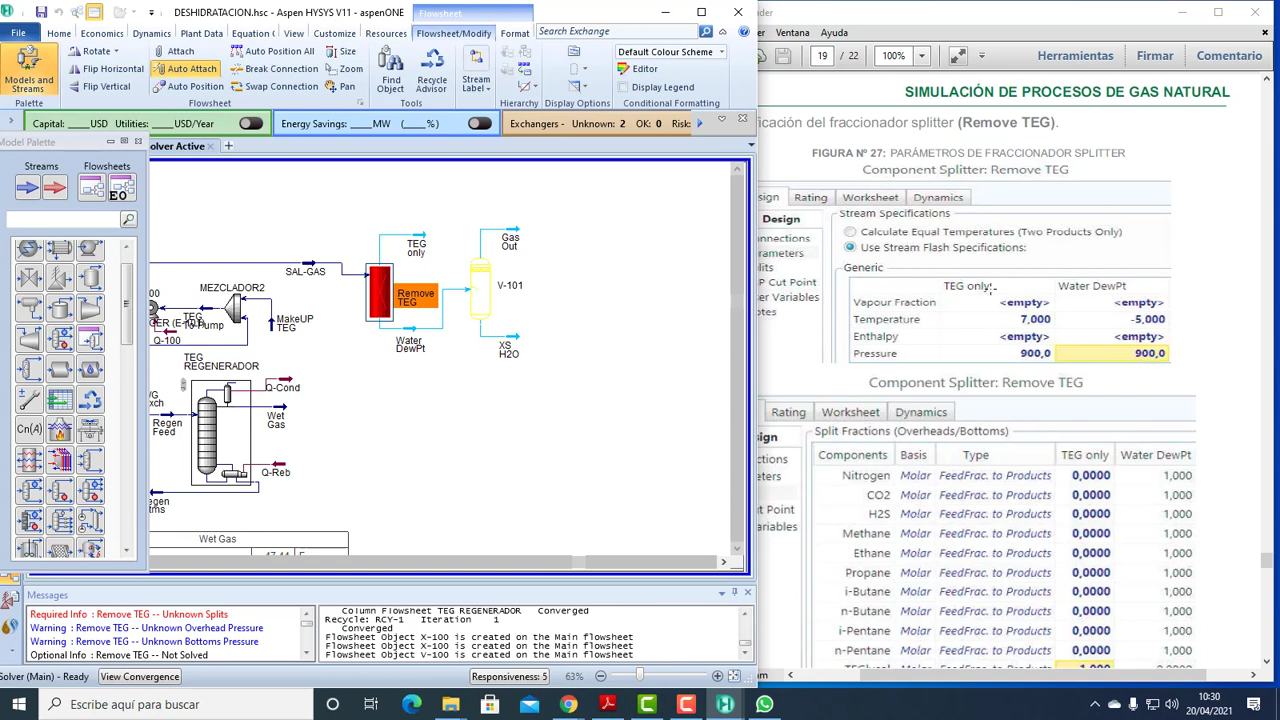 DESHIDRATACION.hsc - Aspen HYSYS V11 - aspenONE
Flowsheet
File Home Economics Dynamics Plant Data Equation View Customize Resources Flowsheet/Modify Format Search Exchange
Models and Streams
Rotate
Flip Horizontal
Flip Vertical
Attach
Auto Attach
Auto Position
Auto Position All
Break Connection
Swap Connection
Size
Zoom
Pan
Find Object
Recycle Advisor
Stream Label
Default Colour Scheme
Editor
Display Legend
Palette Flowsheet Tools Hierarchy Display Options Conditional Formatting
Capital:____USD Utilities:____USD/Year
Energy Savings:____MW (____%)
Exchangers - Unknown: 2 OK: 0 Risk:
Model Palette
olver Active
Streams Flowsheets
EO
Cn(A)
SAL-GAS
TEG only
Remove TEG
Water DewPt
Gas Out
V-101
XS H2O
MEZCLADOR2
MakeUP TEG
TEG To Pump
Q-100
TEG REGENERADOR
Q-Cond
Wet Gas
Regen Feed
Q-Reb
Wet Gas
Messages
Required Info : Remove TEG -- Unknown Splits
Warning : Remove TEG -- Unknown Overhead Pressure
Warning : Remove TEG -- Unknown Bottoms Pressure
Optional Info : Remove TEG -- Not Solved
Column Flowsheet TEG REGENERADOR Converged
Recycle: RCY-1 Iteration 1
Converged
Flowsheet Object X-100 is created on the Main flowsheet
Flowsheet Object V-100 is created on the Main flowsheet
Solver (Main) - Ready View Convergence Responsiveness: 5 63%
Escribe aquí para buscar
Ventana Ayuda
19 / 22 100% Herramientas Firmar Comentario
SIMULACIÓN DE PROCESOS DE GAS NATURAL
ficación del fraccionador splitter (Remove TEG).
FIGURA Nº 27: PARÁMETROS DE FRACCIONADOR SPLITTER
Component Splitter: Remove TEG
sign Rating Worksheet Dynamics
Design
onnections
rameters
lits
P Cut Point
er Variables
otes
Stream Specifications
Calculate Equal Temperatures (Two Products Only)
Use Stream Flash Specifications:
Generic
TEG only Water DewPt
Vapour Fraction <empty> <empty>
Temperature 7,000 -5,000
Enthalpy <empty> <empty>
Pressure 900,0 900,0
Component Splitter: Remove TEG
Rating Worksheet Dynamics
Split Fractions (Overheads/Bottoms)
Components Basis Type TEG only Water DewPt
Nitrogen Molar FeedFrac. to Products 0,0000 1,000
CO2 Molar FeedFrac. to Products 0,0000 1,000
H2S Molar FeedFrac. to Products 0,0000 1,000
Methane Molar FeedFrac. to Products 0,0000 1,000
Ethane Molar FeedFrac. to Products 0,0000 1,000
Propane Molar FeedFrac. to Products 0,0000 1,000
i-Butane Molar FeedFrac. to Products 0,0000 1,000
n-Butane Molar FeedFrac. to Products 0,0000 1,000
i-Pentane Molar FeedFrac. to Products 0,0000 1,000
n-Pentane Molar FeedFrac. to Products 0,0000 1,000
10:30
20/04/2021